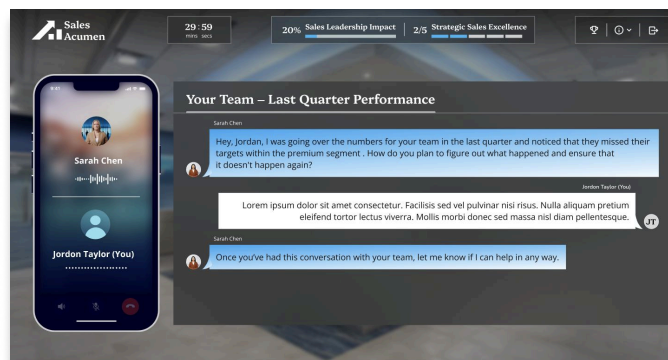 Sales
Acumen
29:59
mins secs
20% Sales Leadership Impact
2/5 Strategic Sales Excellence
9:41
Sarah Chen
Jordon Taylor (You)
Your Team – Last Quarter Performance
Sarah Chen
Hey, Jordan, I was going over the numbers for your team in the last quarter and noticed that they missed their
targets within the premium segment . How do you plan to figure out what happened and ensure that
it doesn't happen again?
Jordon Taylor (You)
Lorem ipsum dolor sit amet consectetur. Facilisis sed vel pulvinar nisi risus. Nulla aliquam pretium
eleifend tortor lectus viverra. Mollis morbi donec sed massa nisl diam pellentesque.
JT
Sarah Chen
Once you've had this conversation with your team, let me know if I can help in any way.